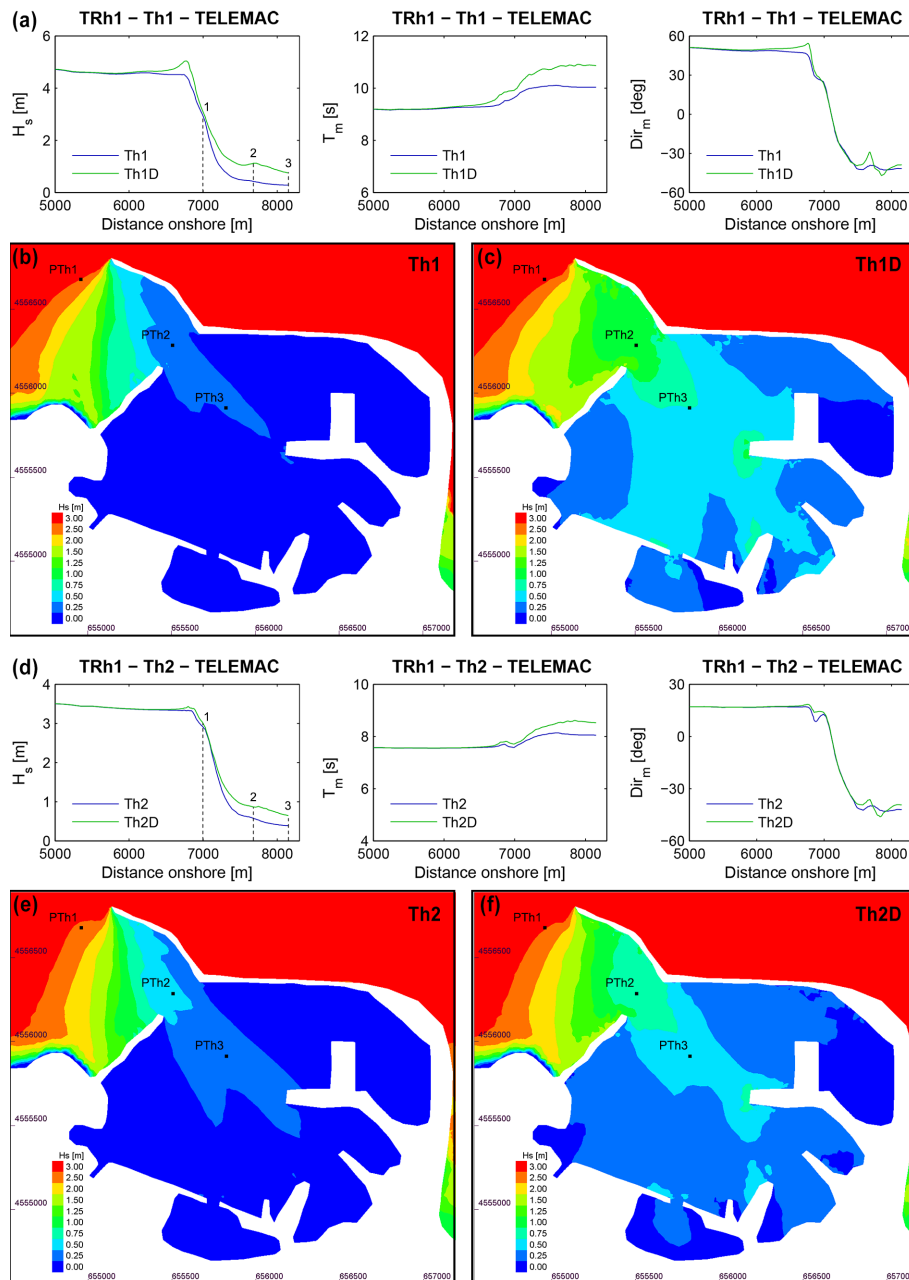 (a)
TRh1 – Th1 – TELEMAC
TRh1 – Th1 – TELEMAC
TRh1 – Th1 – TELEMAC
6
4
2
0
H_s [m]
1
2
3
Th1
Th1D
5000 6000 7000 8000
Distance onshore [m]
12
10
8
6
T_m [s]
Th1
Th1D
5000 6000 7000 8000
Distance onshore [m]
60
30
0
−30
−60
Dir_m [deg]
Th1
Th1D
5000 6000 7000 8000
Distance onshore [m]
(b)
Th1
PTh1
PTh2
PTh3
4556500
4556000
4555500
4555000
Hs [m]
3.00
2.50
2.00
1.50
1.00
0.75
0.50
0.25
0.00
655000 655500 656000 656500 657000
(c)
Th1D
PTh1
PTh2
PTh3
4556500
4556000
4555500
4555000
Hs [m]
3.00
2.50
2.00
1.50
1.00
0.75
0.50
0.25
0.00
655000 655500 656000 656500 657000
(d)
TRh1 – Th2 – TELEMAC
TRh1 – Th2 – TELEMAC
TRh1 – Th2 – TELEMAC
4
3
2
1
0
H_s [m]
1
2
3
Th2
Th2D
5000 6000 7000 8000
Distance onshore [m]
10
8
6
4
T_m [s]
Th2
Th2D
5000 6000 7000 8000
Distance onshore [m]
30
0
−30
−60
Dir_m [deg]
Th2
Th2D
5000 6000 7000 8000
Distance onshore [m]
(e)
Th2
PTh1
PTh2
PTh3
4556500
4556000
4555500
4555000
Hs [m]
3.00
2.50
2.00
1.50
1.00
0.75
0.50
0.25
0.00
655000 655500 656000 656500 657000
(f)
Th2D
PTh1
PTh2
PTh3
4556500
4556000
4555500
4555000
Hs [m]
3.00
2.50
2.00
1.50
1.00
0.75
0.50
0.25
0.00
655000 655500 656000 656500 657000